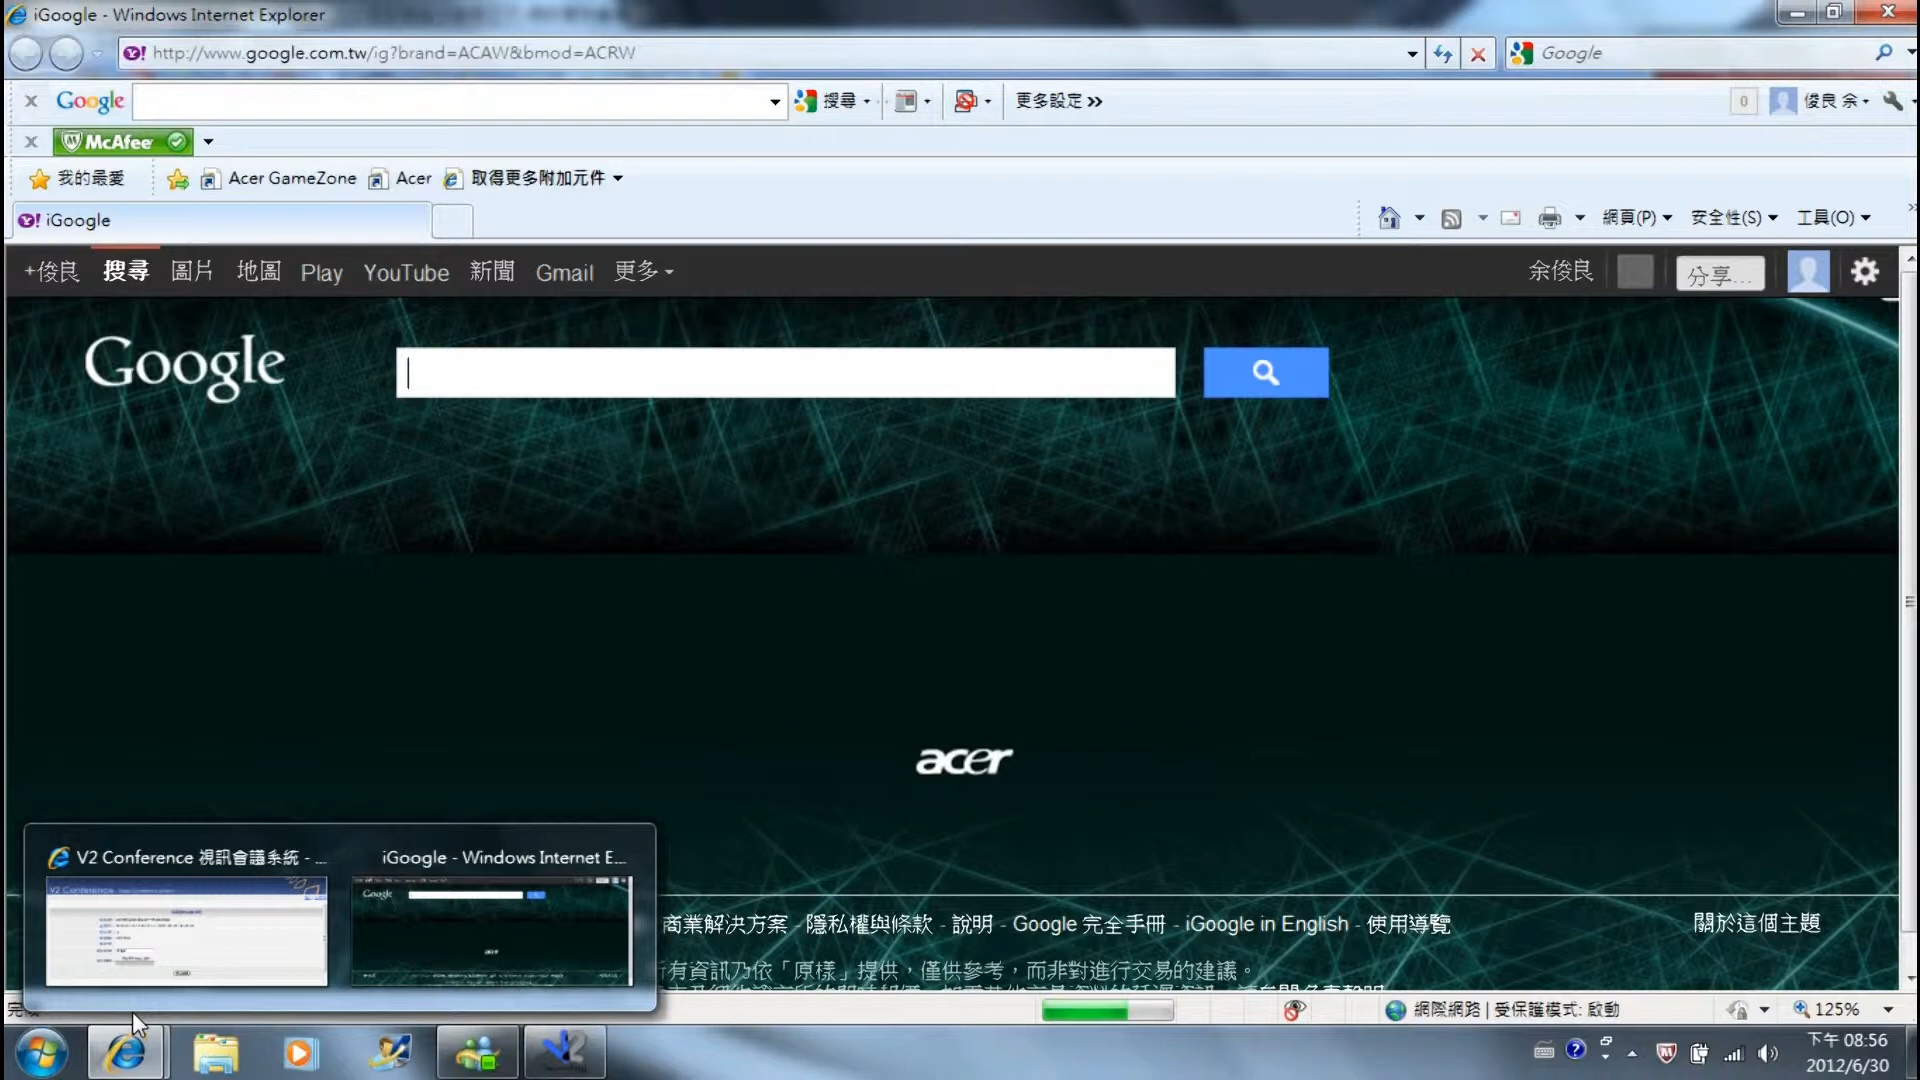 iGoogle - Windows Internet Explorer
http://www.google.com.tw/ig?brand=ACAW&bmod=ACRW
Google
Google 搜尋 更多設定 » 0 俊良 余
McAfee
我的最愛 Acer GameZone Acer 取得更多附加元件
iGoogle 網頁(P) 安全性(S) 工具(O) »
+俊良 搜尋 圖片 地圖 Play YouTube 新聞 Gmail 更多 余俊良 分享...
Google
acer
V2 Conference 視訊會議系統 - ... iGoogle - Windows Internet E...
V2 Conference
Google
acer
商業解決方案 - 隱私權與條款 - 說明 - Google 完全手冊 - iGoogle in English - 使用導覽 關於這個主題
所有資訊乃依「原樣」提供，僅供參考，而非對進行交易的建議。
網際網路 | 受保護模式: 啟動 125%
V2
下午 08:56
2012/6/30